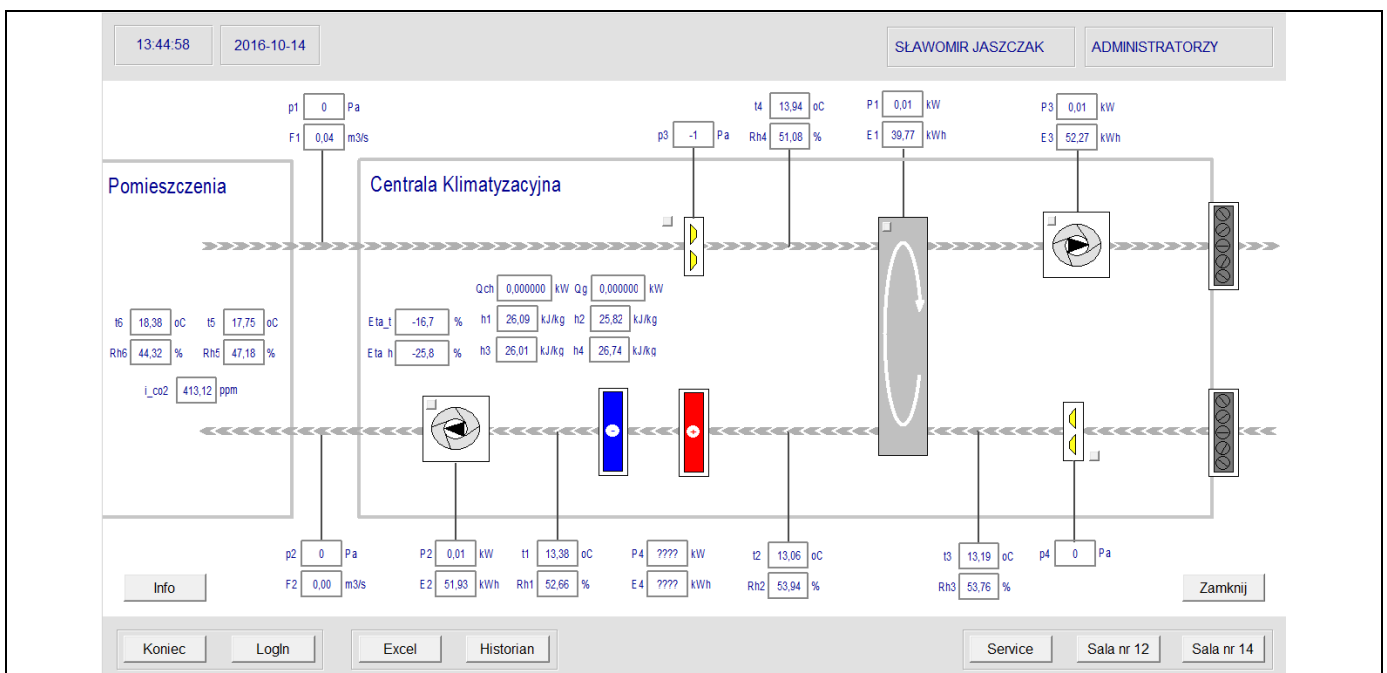 13:44:58 2016-10-14 SŁAWOMIR JASZCZAK ADMINISTRATORZY
p1 0 Pa t4 13,94 oC P1 0,01 kW P3 0,01 kW
F1 0,04 m3/s p3 -1 Pa Rh4 51,08 % E1 39,77 kWh E3 52,27 kWh
Pomieszczenia Centrala Klimatyzacyjna
Qch 0,000000 kW Qg 0,000000 kW
t6 18,38 oC t5 17,75 oC Eta_t -16,7 % h1 26,09 kJ/kg h2 25,82 kJ/kg
Rh6 44,32 % Rh5 47,18 % Eta h -25,8 % h3 26,01 kJ/kg h4 26,74 kJ/kg
i_co2 413,12 ppm
- +
p2 0 Pa P2 0,01 kW t1 13,38 oC P4 ???? kW t2 13,06 oC t3 13,19 oC p4 0 Pa
F2 0,00 m3/s E2 51,93 kWh Rh1 52,66 % E4 ???? kWh Rh2 53,94 % Rh3 53,76 %
Info Zamknij
Koniec LogIn Excel Historian Service Sala nr 12 Sala nr 14